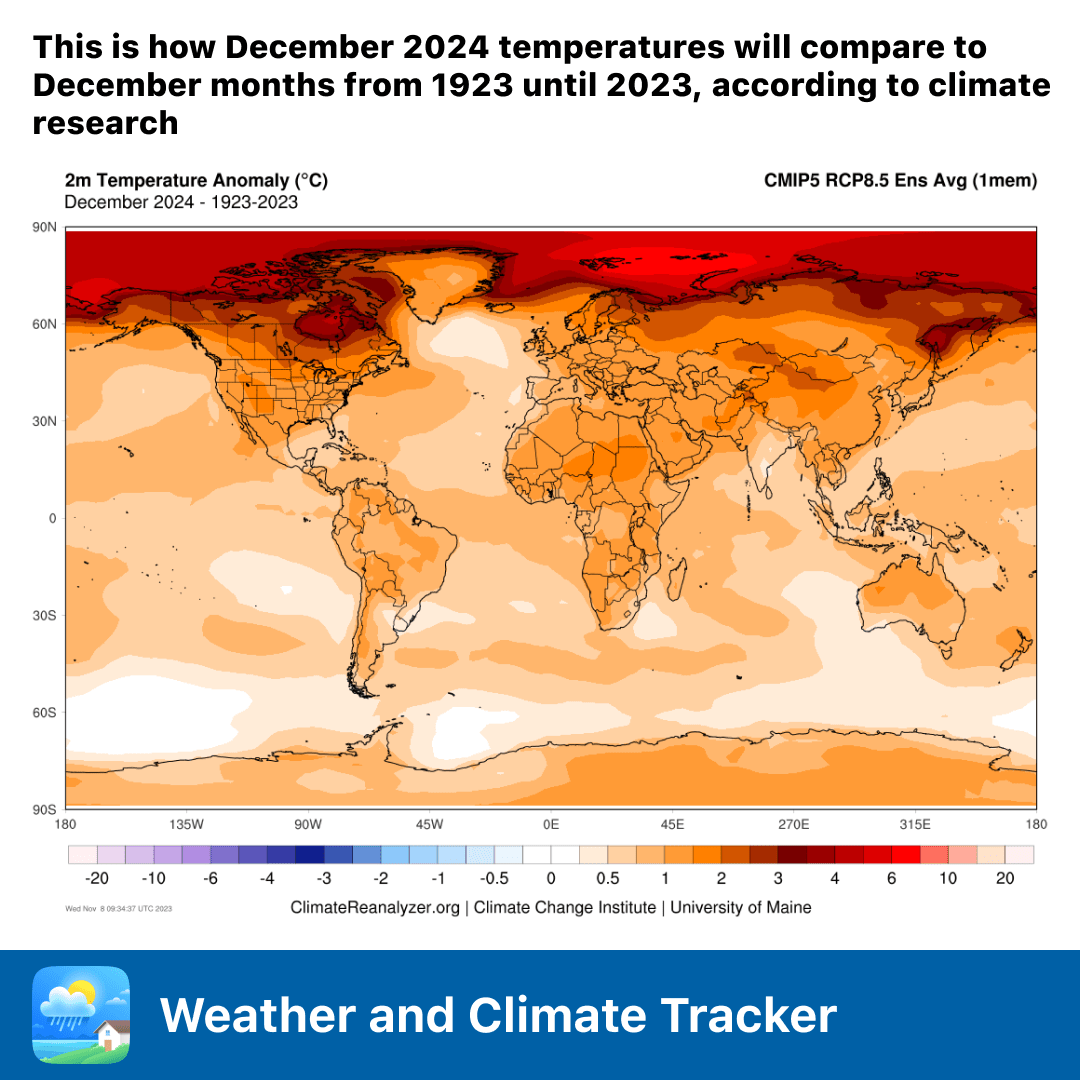 This is how December 2024 temperatures will compare to
December months from 1923 until 2023, according to climate
research
2m Temperature Anomaly (°C)
CMIP5 RCP8.5 Ens Avg (1mem)
December 2024 - 1923-2023
90N
60N
30N
0
30S
60S
90S
180 135W 90W 45W 0E 45E 270E 315E 180
-20 -10 -6 -4 -3 -2 -1 -0.5 0 0.5 1 2 3 4 6 10 20
Wed Nov 8 09:34:37 UTC 2023
ClimateReanalyzer.org | Climate Change Institute | University of Maine
Weather and Climate Tracker